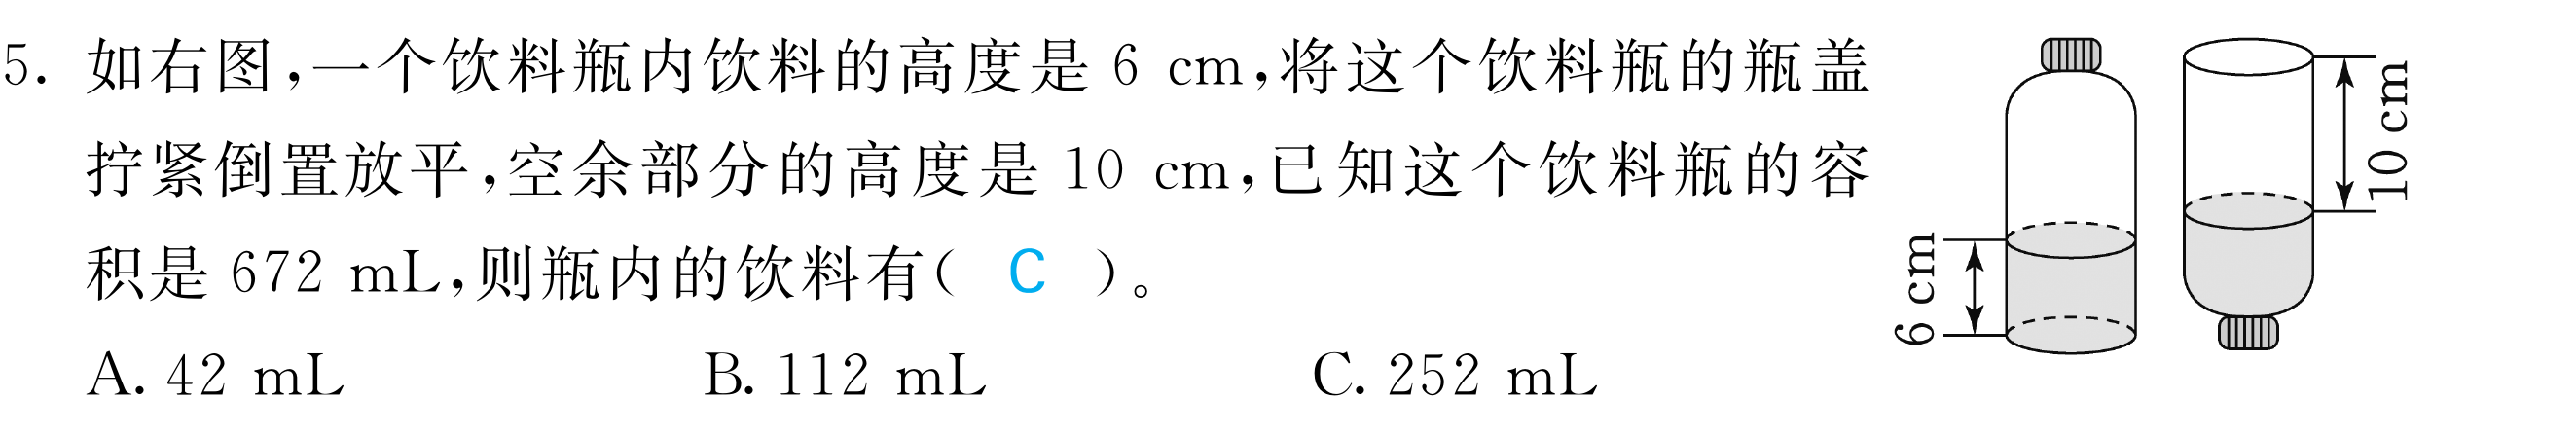 5. 如右图,一个饮料瓶内饮料的高度是 6 cm,将这个饮料瓶的瓶盖
拧紧倒置放平,空余部分的高度是 10 cm,已知这个饮料瓶的容
积是 672 mL,则瓶内的饮料有( C )。
A. 42 mL B. 112 mL C. 252 mL
6 cm
10 cm